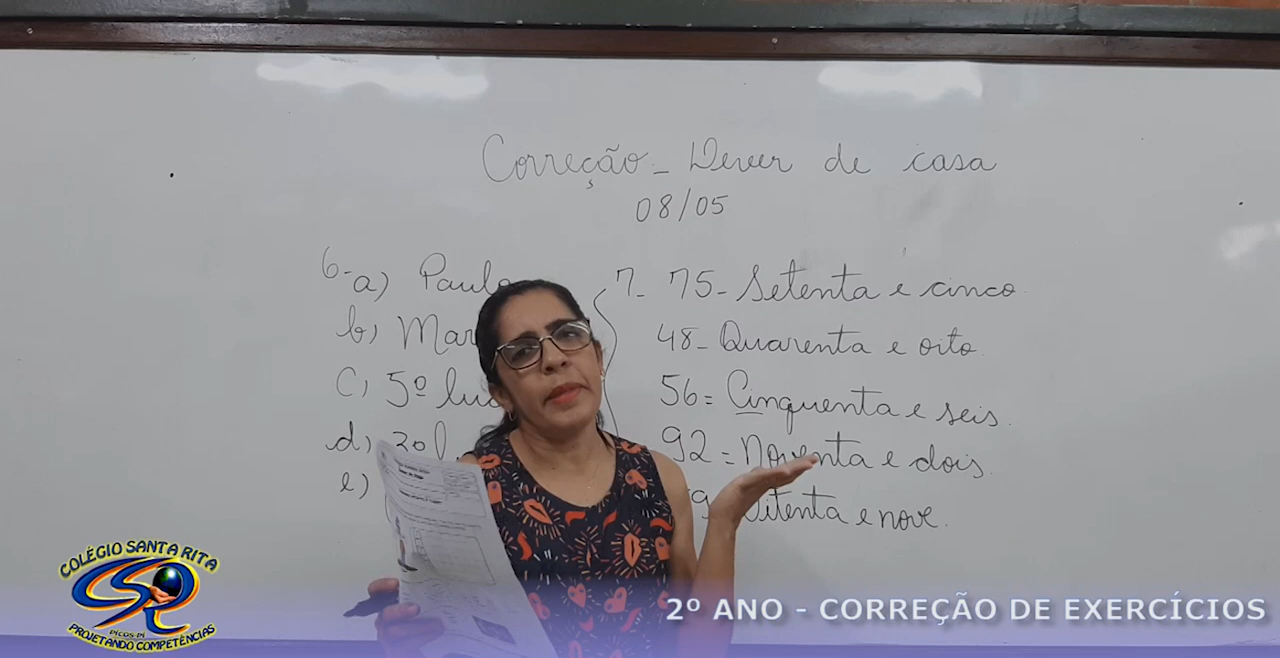 Correção - Dever de casa
08/05
6- a) Paulo
b) Mar
c) 5º lu
d) 3º l
e)
7- 75- Setenta e cinco
48- Quarenta e oito
56= Cinquenta e seis.
92= Noventa e dois.
9 Oitenta e nove.
COLÉGIO SANTA RITA
PICOS-PI
PROJETANDO COMPETÊNCIAS
2º ANO - CORREÇÃO DE EXERCÍCIOS